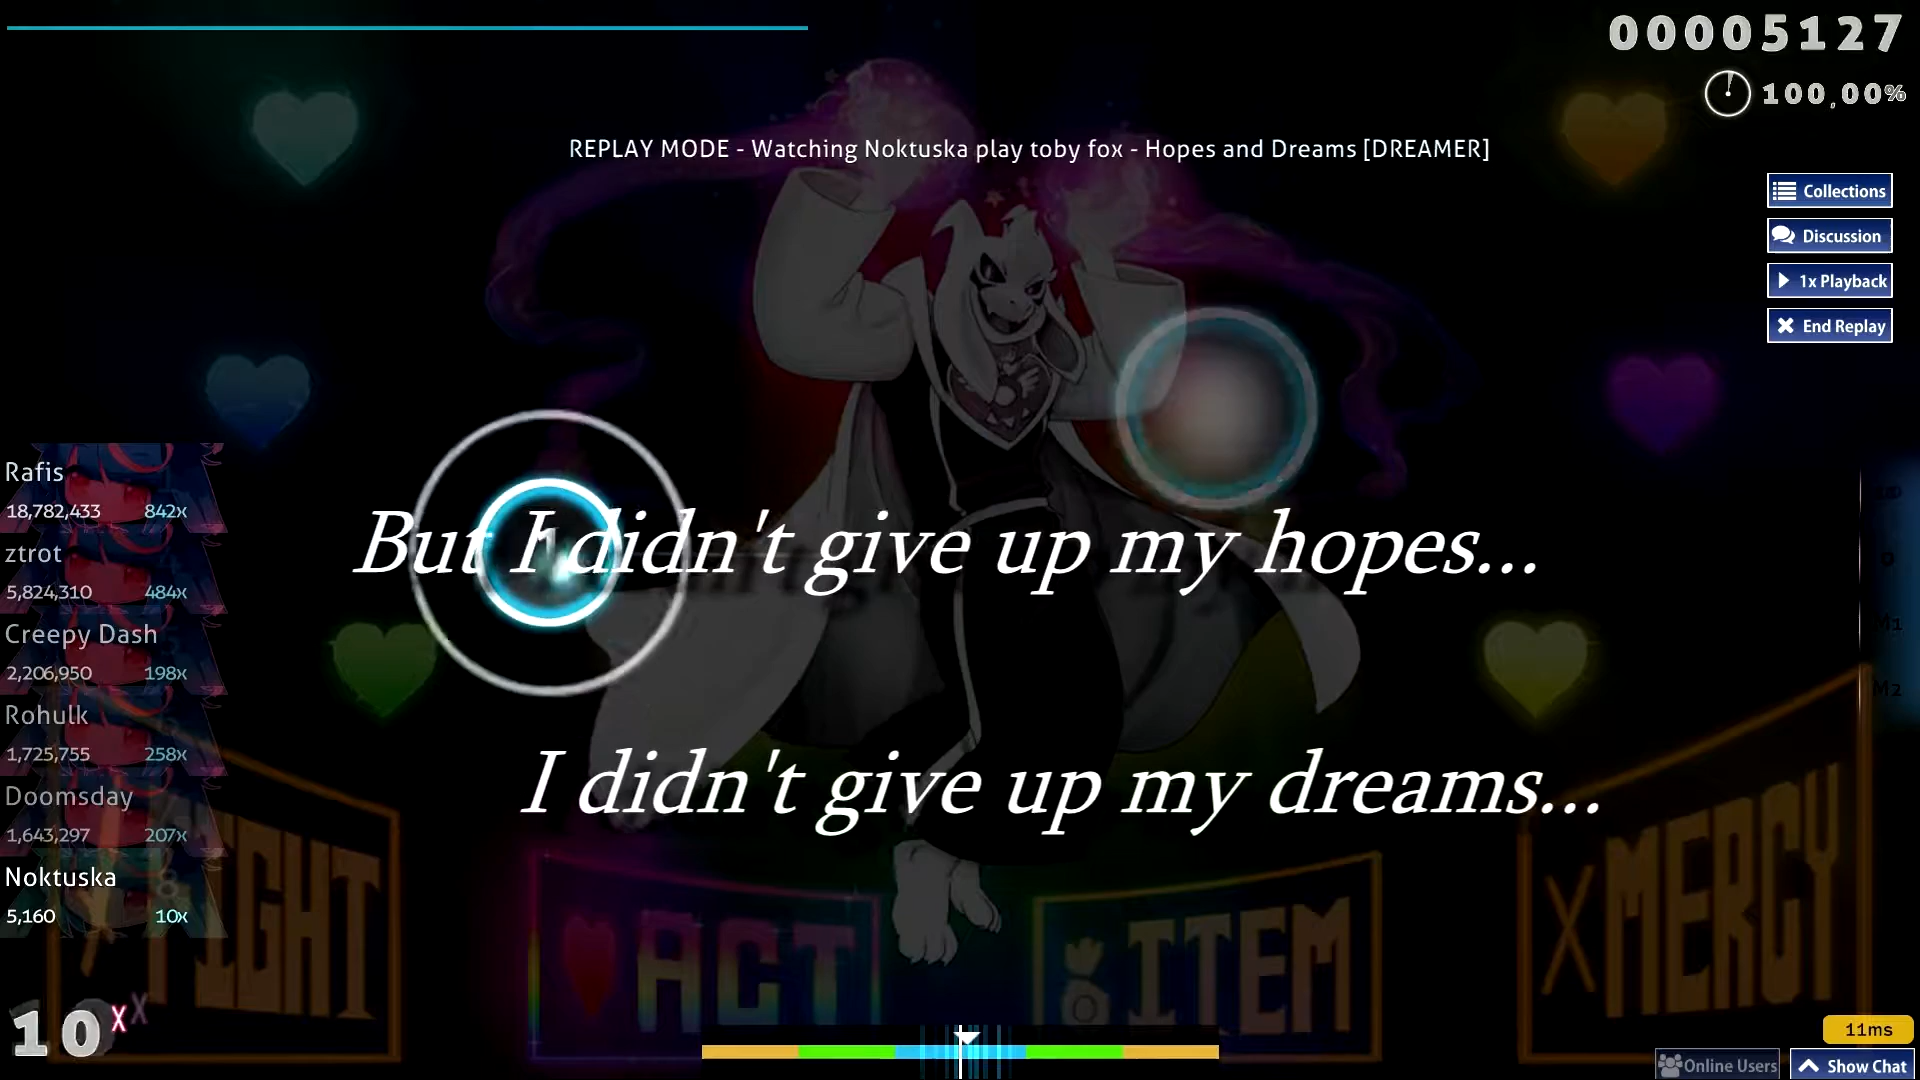 00005127
100,00%
REPLAY MODE - Watching Noktuska play toby fox - Hopes and Dreams [DREAMER]
Collections
Discussion
1x Playback
End Replay
Rafis
18,782,433 842x
ztrot
5,824,310 484x
Creepy Dash
2,206,950 198x
Rohulk
1,725,755 258x
Doomsday
1,643,297 207x
Noktuska
5,160 10x
But I didn't give up my hopes...
I didn't give up my dreams...
M1
M2
FIGHT
ACT
ITEM
MERCY
10x
11ms
Online Users
Show Chat